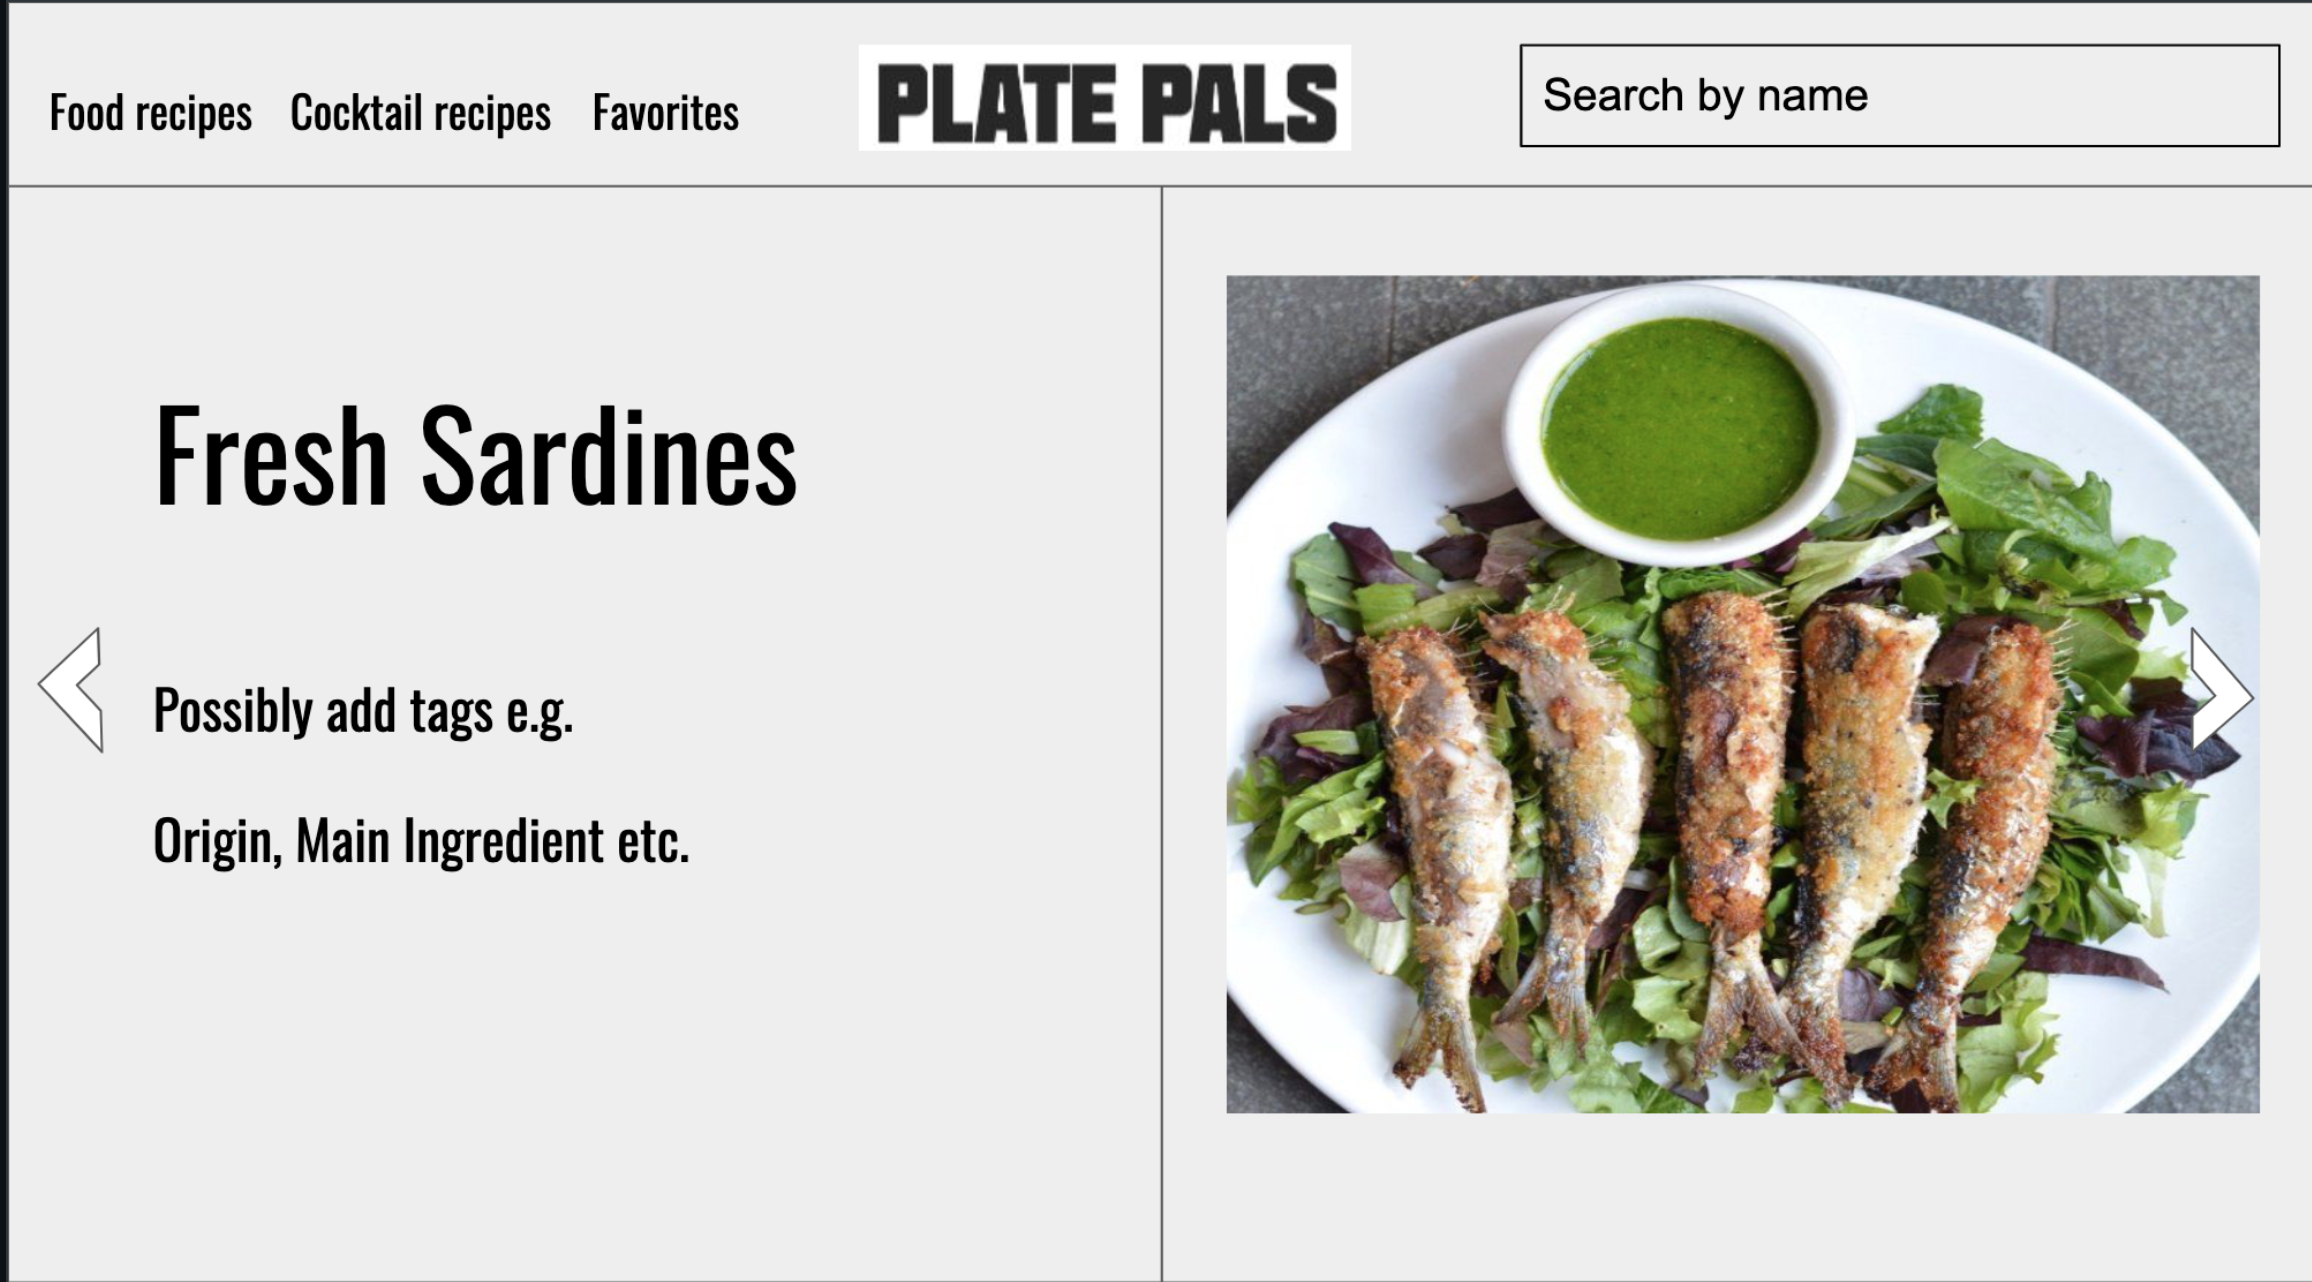 Food recipes
Cocktail recipes
Favorites
PLATE PALS
Search by name
Fresh Sardines
Possibly add tags e.g.
Origin, Main Ingredient etc.